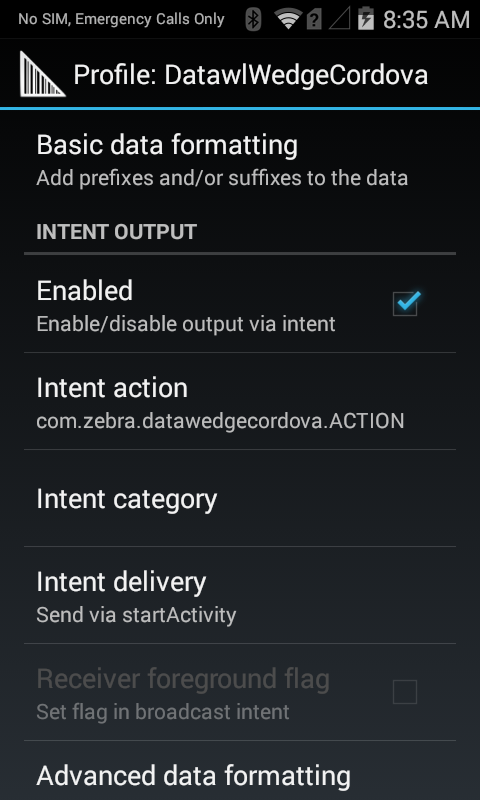 No SIM, Emergency Calls Only 8:35 AM
Profile: DatawlWedgeCordova
Basic data formatting
Add prefixes and/or suffixes to the data
INTENT OUTPUT
Enabled
Enable/disable output via intent
Intent action
com.zebra.datawedgecordova.ACTION
Intent category
Intent delivery
Send via startActivity
Receiver foreground flag
Set flag in broadcast intent
Advanced data formatting